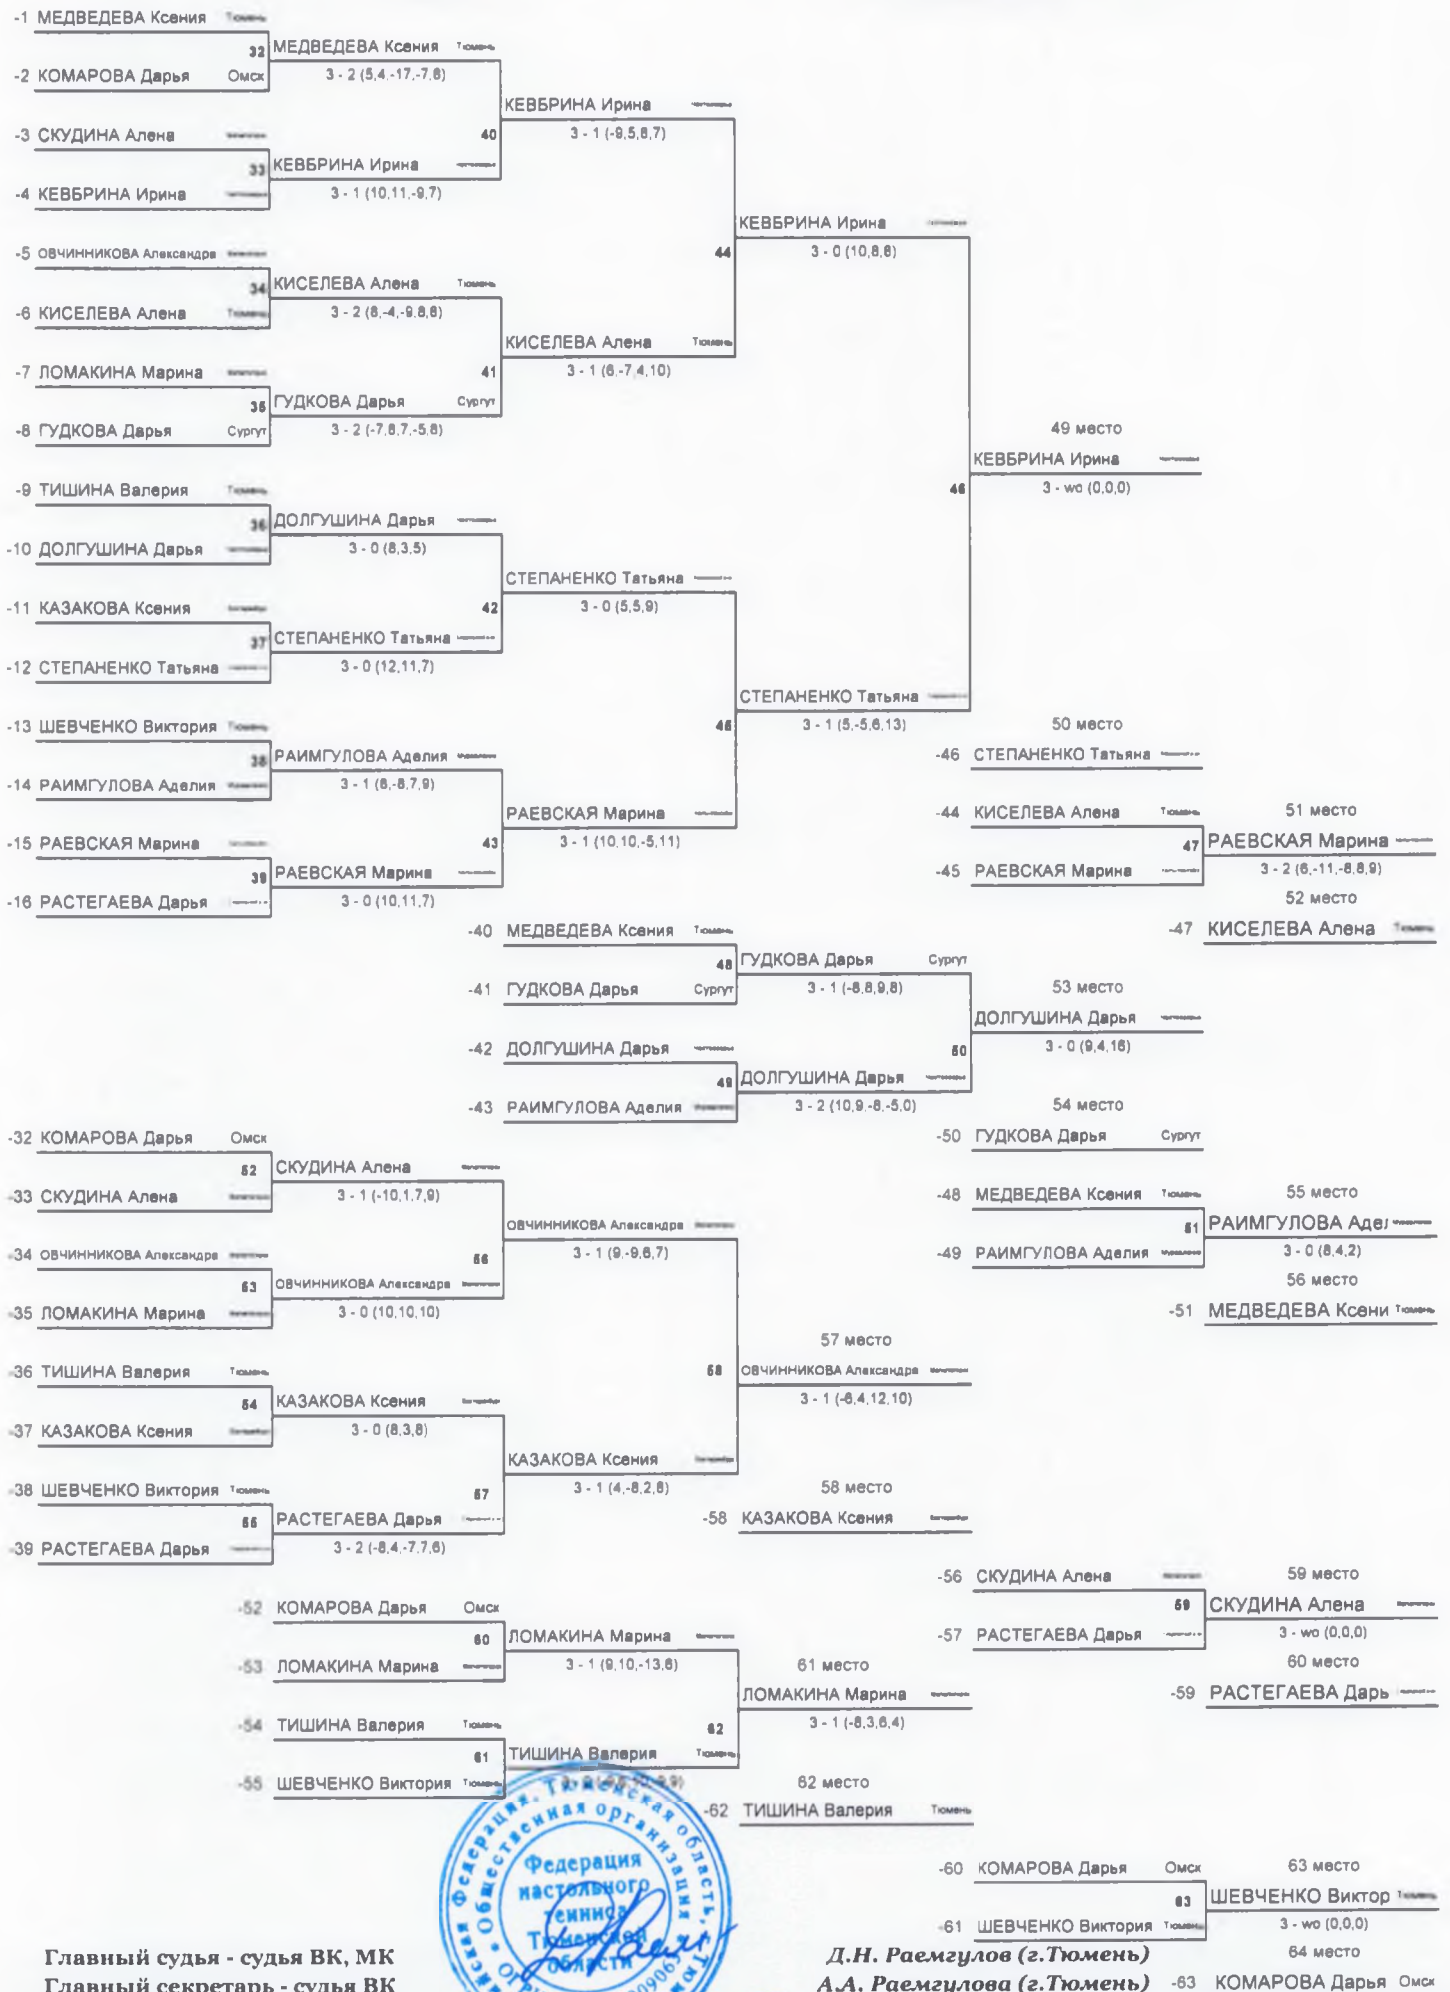 -1 МЕДВЕДЕВА Ксения Тюмень
32 МЕДВЕДЕВА Ксения Тюмень
-2 КОМАРОВА Дарья Омск
3 - 2 (5,4,-17,-7,8)
КЕВБРИНА Ирина
-3 СКУДИНА Алена
40
3 - 1 (-9,5,8,7)
33 КЕВБРИНА Ирина
-4 КЕВБРИНА Ирина
3 - 1 (10,11,-9,7)
КЕВБРИНА Ирина
-5 ОВЧИННИКОВА Александра
44
3 - 0 (10,8,8)
34 КИСЕЛЕВА Алена Тюмень
-6 КИСЕЛЕВА Алена Тюмень
3 - 2 (8,-4,-9,8,8)
КИСЕЛЕВА Алена Тюмень
-7 ЛОМАКИНА Марина
41
3 - 1 (6,-7,4,10)
35 ГУДКОВА Дарья Сургут
-8 ГУДКОВА Дарья Сургут
3 - 2 (-7,8,7,-5,8)
49 место
КЕВБРИНА Ирина
-9 ТИШИНА Валерия Тюмень
46
3 - wo (0,0,0)
36 ДОЛГУШИНА Дарья
-10 ДОЛГУШИНА Дарья
3 - 0 (8,3,5)
СТЕПАНЕНКО Татьяна
-11 КАЗАКОВА Ксения
42
3 - 0 (5,5,9)
37 СТЕПАНЕНКО Татьяна
-12 СТЕПАНЕНКО Татьяна
3 - 0 (12,11,7)
СТЕПАНЕНКО Татьяна
-13 ШЕВЧЕНКО Виктория Тюмень
45
3 - 1 (5,-5,6,13)
50 место
38 РАИМГУЛОВА Аделия
-46 СТЕПАНЕНКО Татьяна
-14 РАИМГУЛОВА Аделия
3 - 1 (8,-8,7,9)
РАЕВСКАЯ Марина
-44 КИСЕЛЕВА Алена Тюмень
51 место
-15 РАЕВСКАЯ Марина
43
3 - 1 (10,10,-5,11)
47 РАЕВСКАЯ Марина
39 РАЕВСКАЯ Марина
-45 РАЕВСКАЯ Марина
3 - 2 (6,-11,-8,8,9)
-16 РАСТЕГАЕВА Дарья
3 - 0 (10,11,7)
52 место
-40 МЕДВЕДЕВА Ксения Тюмень
-47 КИСЕЛЕВА Алена Тюмень
48 ГУДКОВА Дарья Сургут
-41 ГУДКОВА Дарья Сургут
3 - 1 (-8,8,9,8)
53 место
ДОЛГУШИНА Дарья
-42 ДОЛГУШИНА Дарья
50
3 - 0 (9,4,16)
49 ДОЛГУШИНА Дарья
-43 РАИМГУЛОВА Аделия
3 - 2 (10,9,-8,-5,0)
54 место
-32 КОМАРОВА Дарья Омск
-50 ГУДКОВА Дарья Сургут
52 СКУДИНА Алена
-33 СКУДИНА Алена
3 - 1 (-10,1,7,9)
-48 МЕДВЕДЕВА Ксения Тюмень
55 место
ОВЧИННИКОВА Александра
51 РАИМГУЛОВА Аде
-34 ОВЧИННИКОВА Александра
56
3 - 1 (9,-9,6,7)
-49 РАИМГУЛОВА Аделия
3 - 0 (8,4,2)
53 ОВЧИННИКОВА Александра
56 место
-35 ЛОМАКИНА Марина
3 - 0 (10,10,10)
-51 МЕДВЕДЕВА Ксени Тюмень
57 место
-36 ТИШИНА Валерия Тюмень
58 ОВЧИННИКОВА Александра
54 КАЗАКОВА Ксения
3 - 1 (-6,4,12,10)
-37 КАЗАКОВА Ксения
3 - 0 (8,3,8)
КАЗАКОВА Ксения
-38 ШЕВЧЕНКО Виктория Тюмень
57
3 - 1 (4,-8,2,8)
58 место
55 РАСТЕГАЕВА Дарья
-58 КАЗАКОВА Ксения
-39 РАСТЕГАЕВА Дарья
3 - 2 (-8,4,-7,7,6)
-56 СКУДИНА Алена
59 место
-52 КОМАРОВА Дарья Омск
59 СКУДИНА Алена
60 ЛОМАКИНА Марина
-57 РАСТЕГАЕВА Дарья
3 - wo (0,0,0)
-53 ЛОМАКИНА Марина
3 - 1 (9,10,-13,6)
61 место
60 место
ЛОМАКИНА Марина
-59 РАСТЕГАЕВА Дарь
-54 ТИШИНА Валерия Тюмень
62
3 - 1 (-8,3,6,4)
61 ТИШИНА Валерия Тюмень
-55 ШЕВЧЕНКО Виктория Тюмень
62 место
-62 ТИШИНА Валерия Тюмень
Федерация, Тюменская область,
Общественная организация
Федерация
настольного
тенниса
Тюменской
области
-60 КОМАРОВА Дарья Омск
63 место
63 ШЕВЧЕНКО Виктор Тюмень
-61 ШЕВЧЕНКО Виктория Тюмень
3 - wo (0,0,0)
Главный судья - судья ВК, МК
Д.Н. Раемгулов (г.Тюмень)
64 место
Главный секретарь - судья ВК
А.А. Раемгулова (г.Тюмень)
-63 КОМАРОВА Дарья Омск